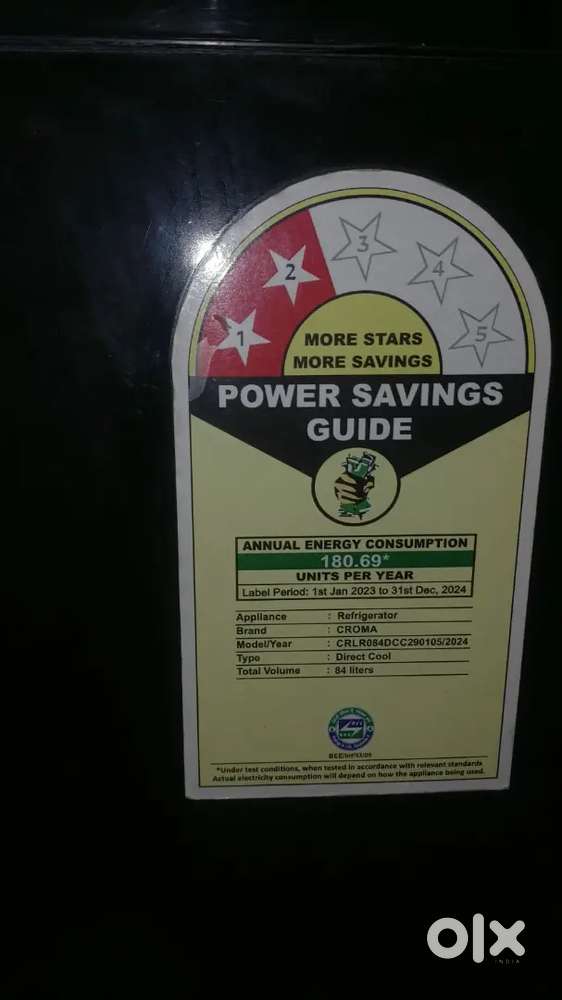 1
2
3
4
5
MORE STARS
MORE SAVINGS
POWER SAVINGS
GUIDE
ANNUAL ENERGY CONSUMPTION
180.69*
UNITS PER YEAR
Label Period: 1st Jan 2023 to 31st Dec, 2024
Appliance : Refrigerator
Brand : CROMA
Model/Year : CRLR084DCC290105/2024
Type : Direct Cool
Total Volume : 84 liters
*Under test conditions, when tested in accordance with relevant standards
Actual electricity consumption will depend on how the appliance being used.
olx
INDIA